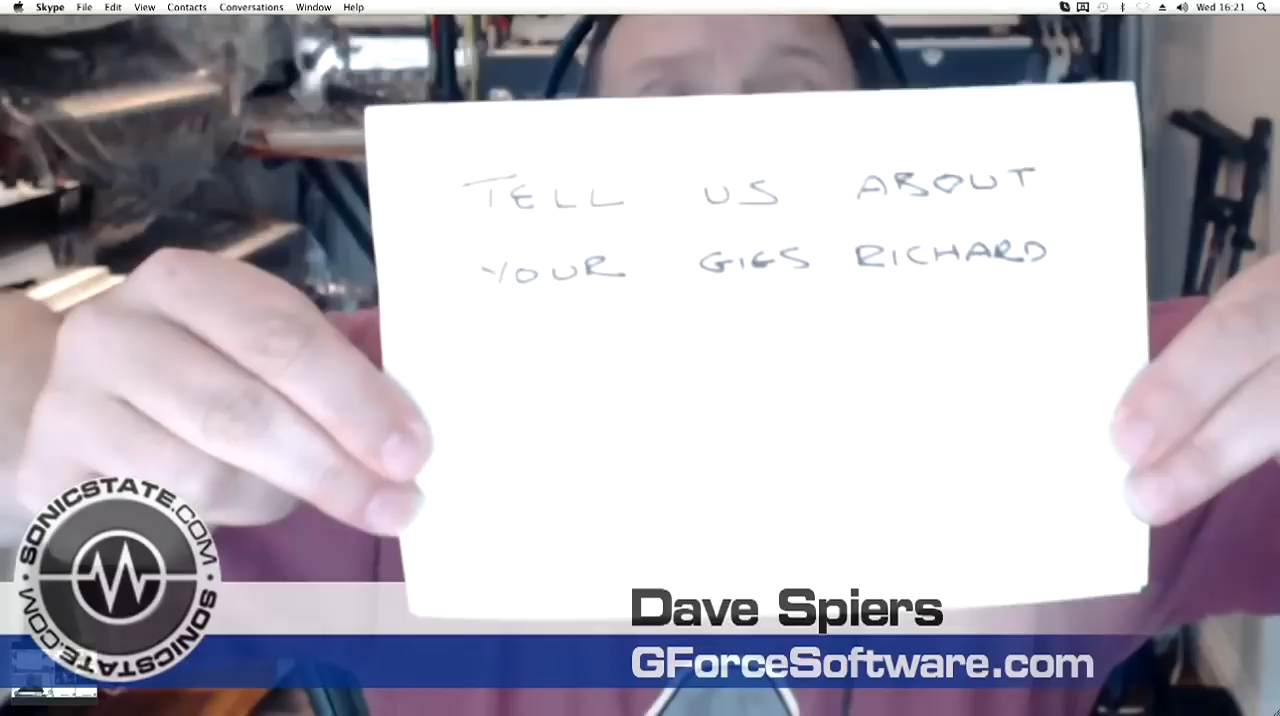 Skype File Edit View Contacts Conversations Window Help Wed 16:21
TELL US ABOUT
YOUR GIGS RICHARD
SONICSTATE.COM • SONICSTATE.COM •
Dave Spiers
GForceSoftware.com